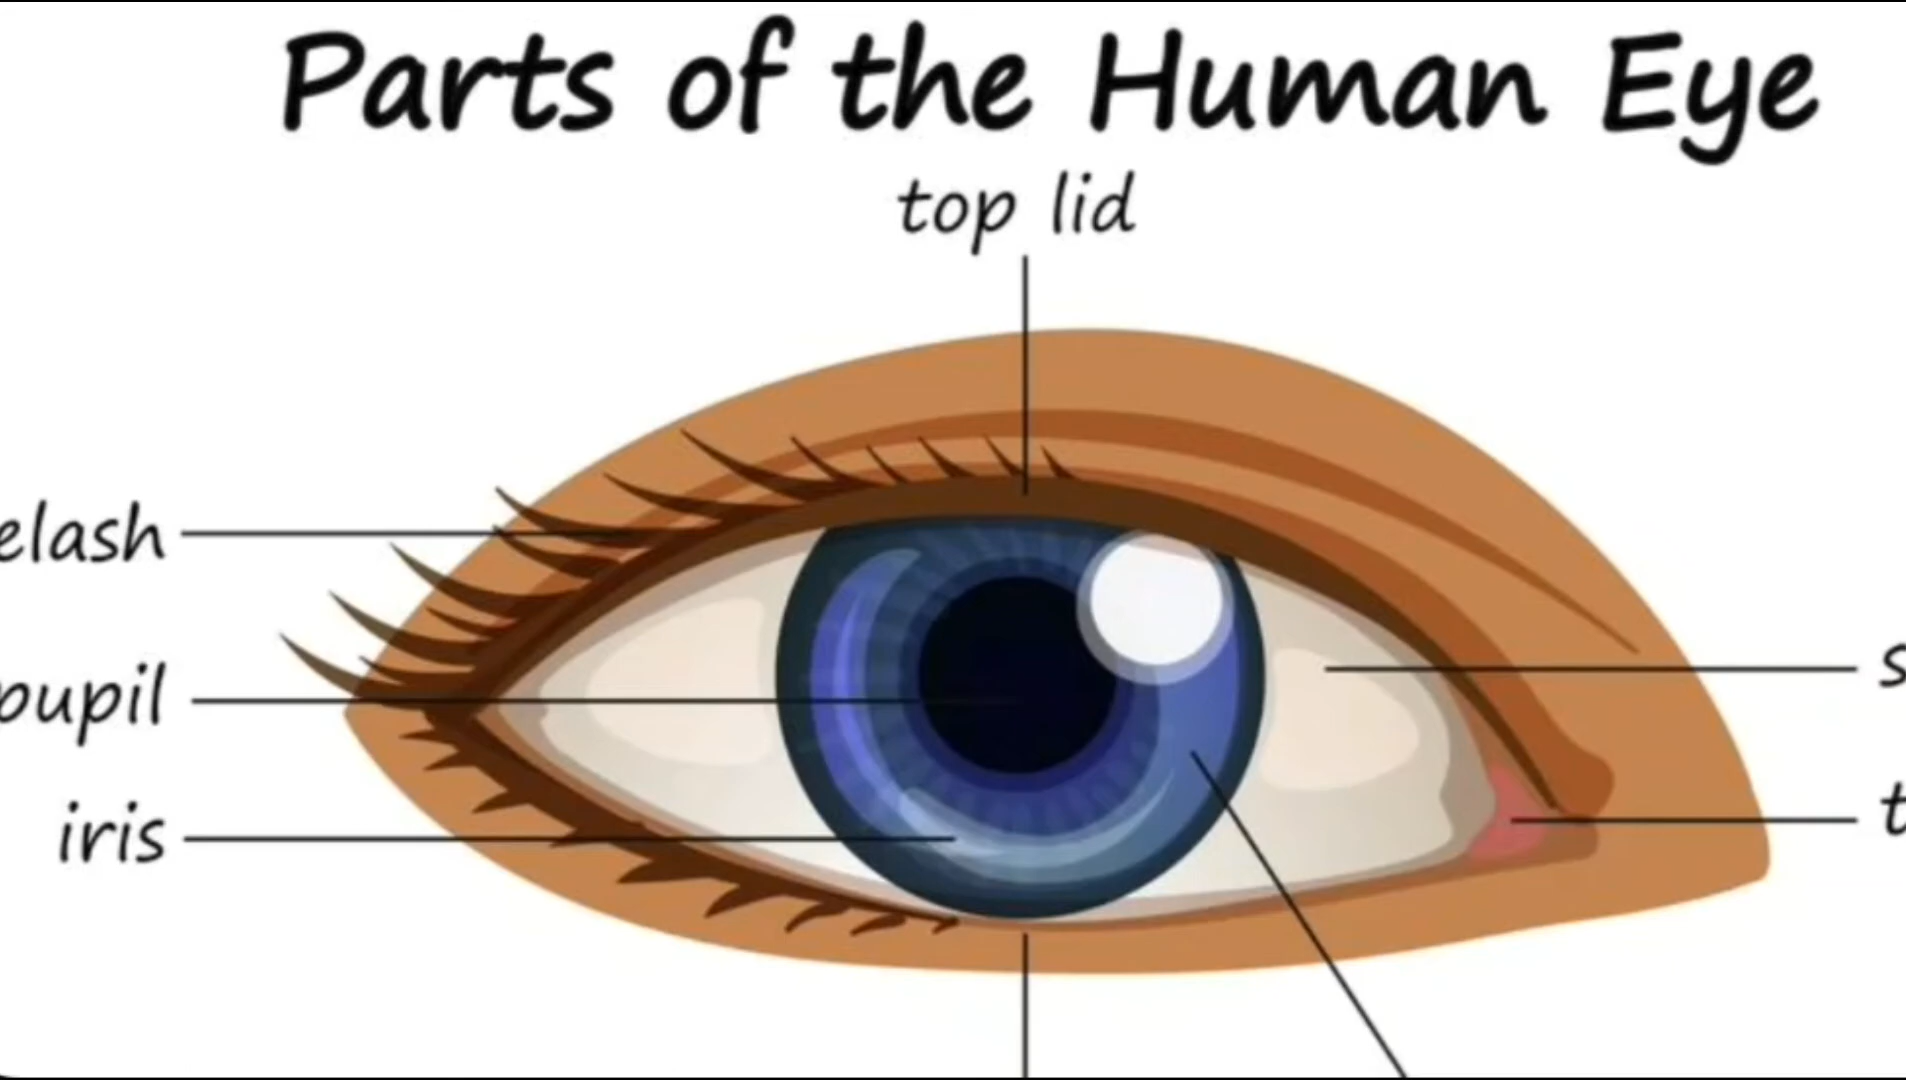 Parts of the Human Eye
top lid
elash
pupil
s
iris
t